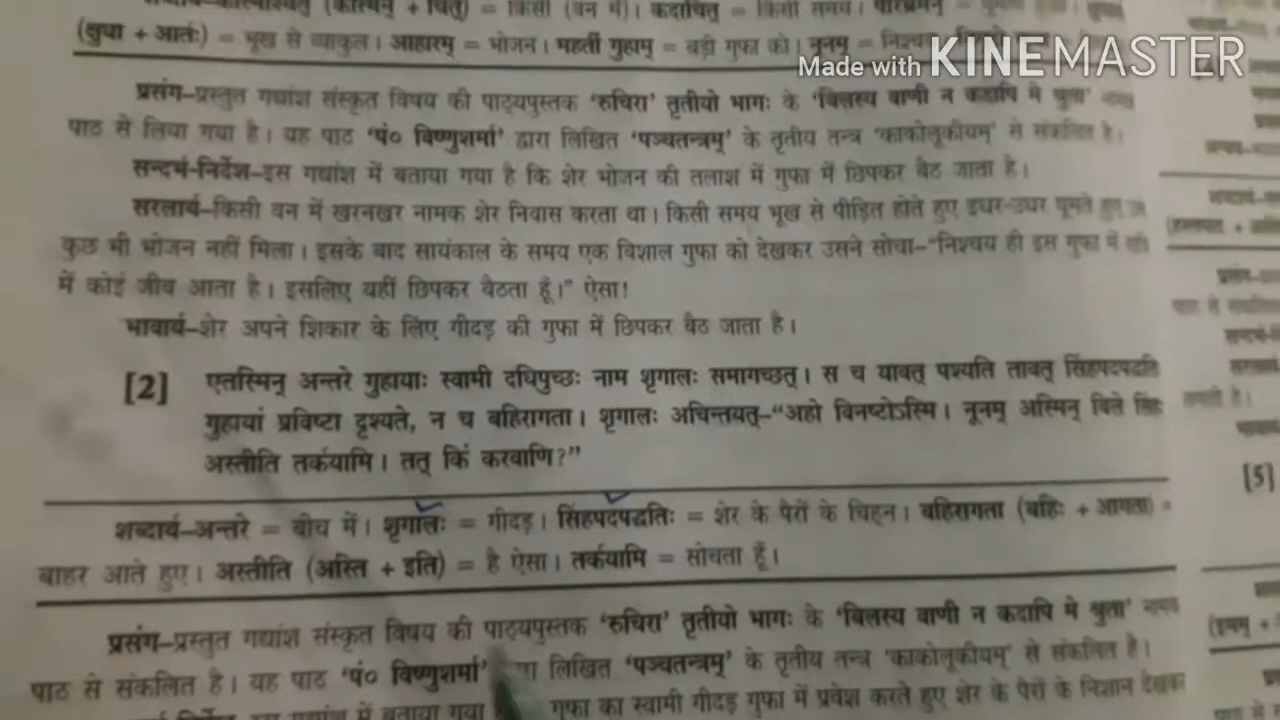 (क्षुधा + आर्तः) = भूख से व्याकुल। आहारम् = भोजन। महतीं गुहाम् = बड़ी गुफा को। नूनम् =
Made with KINEMASTER
प्रसंग–प्रस्तुत गद्यांश संस्कृत विषय की पाठ्यपुस्तक 'रुचिरा' तृतीयो भागः के 'बिलस्य वाणी न कदापि मे श्रुता' नामक
पाठ से लिया गया है। यह पाठ 'पं० विष्णुशर्मा' द्वारा लिखित 'पञ्चतन्त्रम्' के तृतीय तन्त्र 'काकोलूकीयम्' से संकलित है।
सन्दर्भ-निर्देश–इस गद्यांश में बताया गया है कि शेर भोजन की तलाश में गुफा में छिपकर बैठ जाता है।
सरलार्थ–किसी वन में खरनखर नामक शेर निवास करता था। किसी समय भूख से पीड़ित होते हुए इधर-उधर घूमते हुए उसे
कुछ भी भोजन नहीं मिला। इसके बाद सायंकाल के समय एक विशाल गुफा को देखकर उसने सोचा–"निश्चय ही इस गुफा में रात
में कोई जीव आता है। इसलिए यहीं छिपकर बैठता हूँ।" ऐसा!
भावार्थ–शेर अपने शिकार के लिए गीदड़ की गुफा में छिपकर बैठ जाता है।
[2] एतस्मिन् अन्तरे गुहायाः स्वामी दधिपुच्छः नाम शृगालः समागच्छत्। स च यावत् पश्यति तावत् सिंहपदपद्धतिः
गुहायां प्रविष्टा दृश्यते, न च बहिरागता। शृगालः अचिन्तयत्–"अहो विनष्टोऽस्मि। नूनम् अस्मिन् बिले सिंहः
अस्तीति तर्कयामि। तत् किं करवाणि?"
[5]
शब्दार्थ–अन्तरे = बीच में। शृगालः = गीदड़। सिंहपदपद्धतिः = शेर के पैरों के चिह्न। बहिरागता (बहिः + आगता) =
बाहर आते हुए। अस्तीति (अस्ति + इति) = है ऐसा। तर्कयामि = सोचता हूँ।
प्रसंग–प्रस्तुत गद्यांश संस्कृत विषय की पाठ्यपुस्तक 'रुचिरा' तृतीयो भागः के 'बिलस्य वाणी न कदापि मे श्रुता' नामक
पाठ से संकलित है। यह पाठ 'पं० विष्णुशर्मा' लिखित 'पञ्चतन्त्रम्' के तृतीय तन्त्र 'काकोलूकीयम्' से संकलित है।
गद्यांश में बताया गया गुफा का स्वामी गीदड़ गुफा में प्रवेश करते हुए शेर के पैरों के निशान देखकर